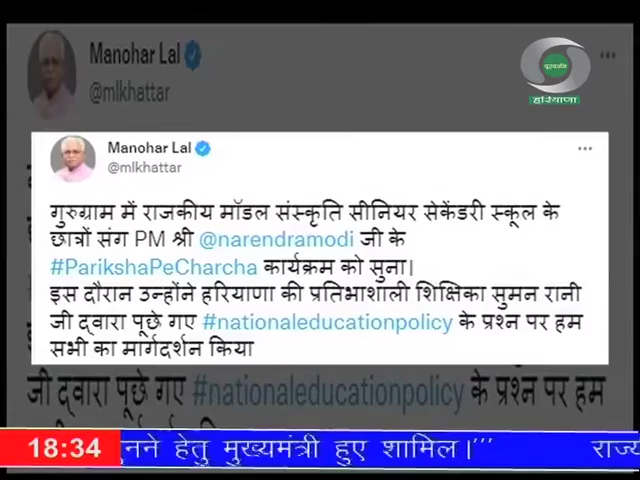 Manohar Lal
@mlkhattar
दूरदर्शन
हरियाणा
Manohar Lal
@mlkhattar
गुरुग्राम में राजकीय मॉडल संस्कृति सीनियर सेकेंडरी स्कूल के
छात्रों संग PM श्री @narendramodi जी के
#ParikshaPeCharcha कार्यक्रम को सुना।
इस दौरान उन्होंने हरियाणा की प्रतिभाशाली शिक्षिका सुमन रानी
जी द्वारा पूछे गए #nationaleducationpolicy के प्रश्न पर हम
सभी का मार्गदर्शन किया
जी द्वारा पूछे गए #nationaleducationpolicy के प्रश्न पर हम
18:34 नने हेतु मुख्यमंत्री हुए शामिल।''' राज्य